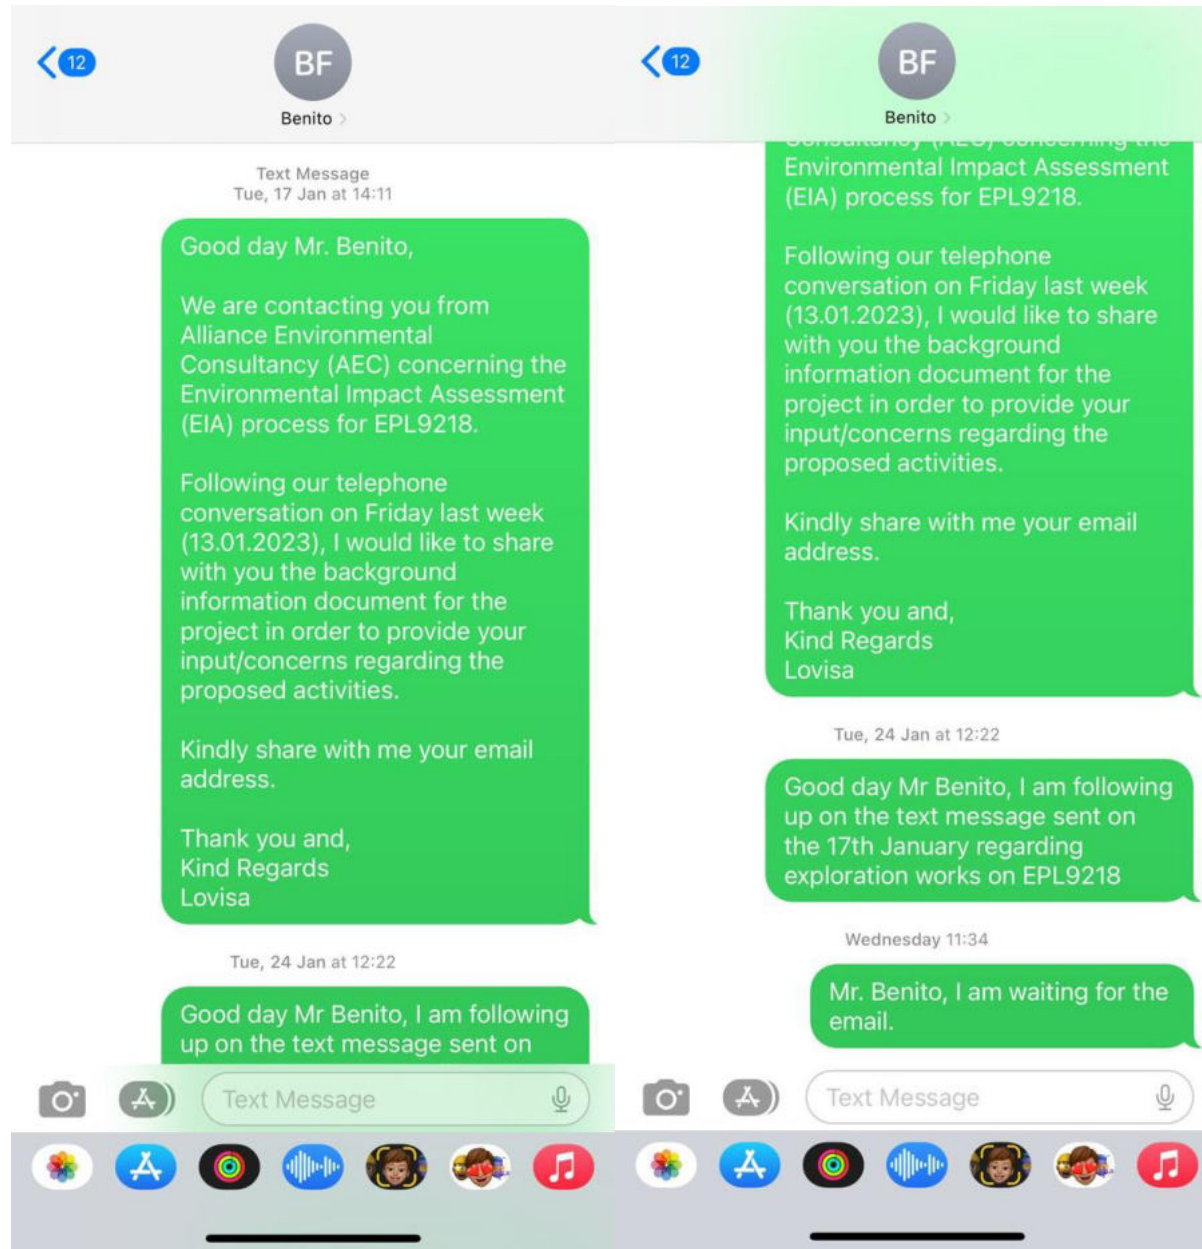 12
BF
Benito
Text Message
Tue, 17 Jan at 14:11
Good day Mr. Benito,
We are contacting you from
Alliance Environmental
Consultancy (AEC) concerning the
Environmental Impact Assessment
(EIA) process for EPL9218.
Following our telephone
conversation on Friday last week
(13.01.2023), I would like to share
with you the background
information document for the
project in order to provide your
input/concerns regarding the
proposed activities.
Kindly share with me your email
address.
Thank you and,
Kind Regards
Lovisa
Tue, 24 Jan at 12:22
Good day Mr Benito, I am following
up on the text message sent on
Text Message
12
BF
Benito
Consultancy (AEC) concerning the
Environmental Impact Assessment
(EIA) process for EPL9218.
Following our telephone
conversation on Friday last week
(13.01.2023), I would like to share
with you the background
information document for the
project in order to provide your
input/concerns regarding the
proposed activities.
Kindly share with me your email
address.
Thank you and,
Kind Regards
Lovisa
Tue, 24 Jan at 12:22
Good day Mr Benito, I am following
up on the text message sent on
the 17th January regarding
exploration works on EPL9218
Wednesday 11:34
Mr. Benito, I am waiting for the
email.
Text Message